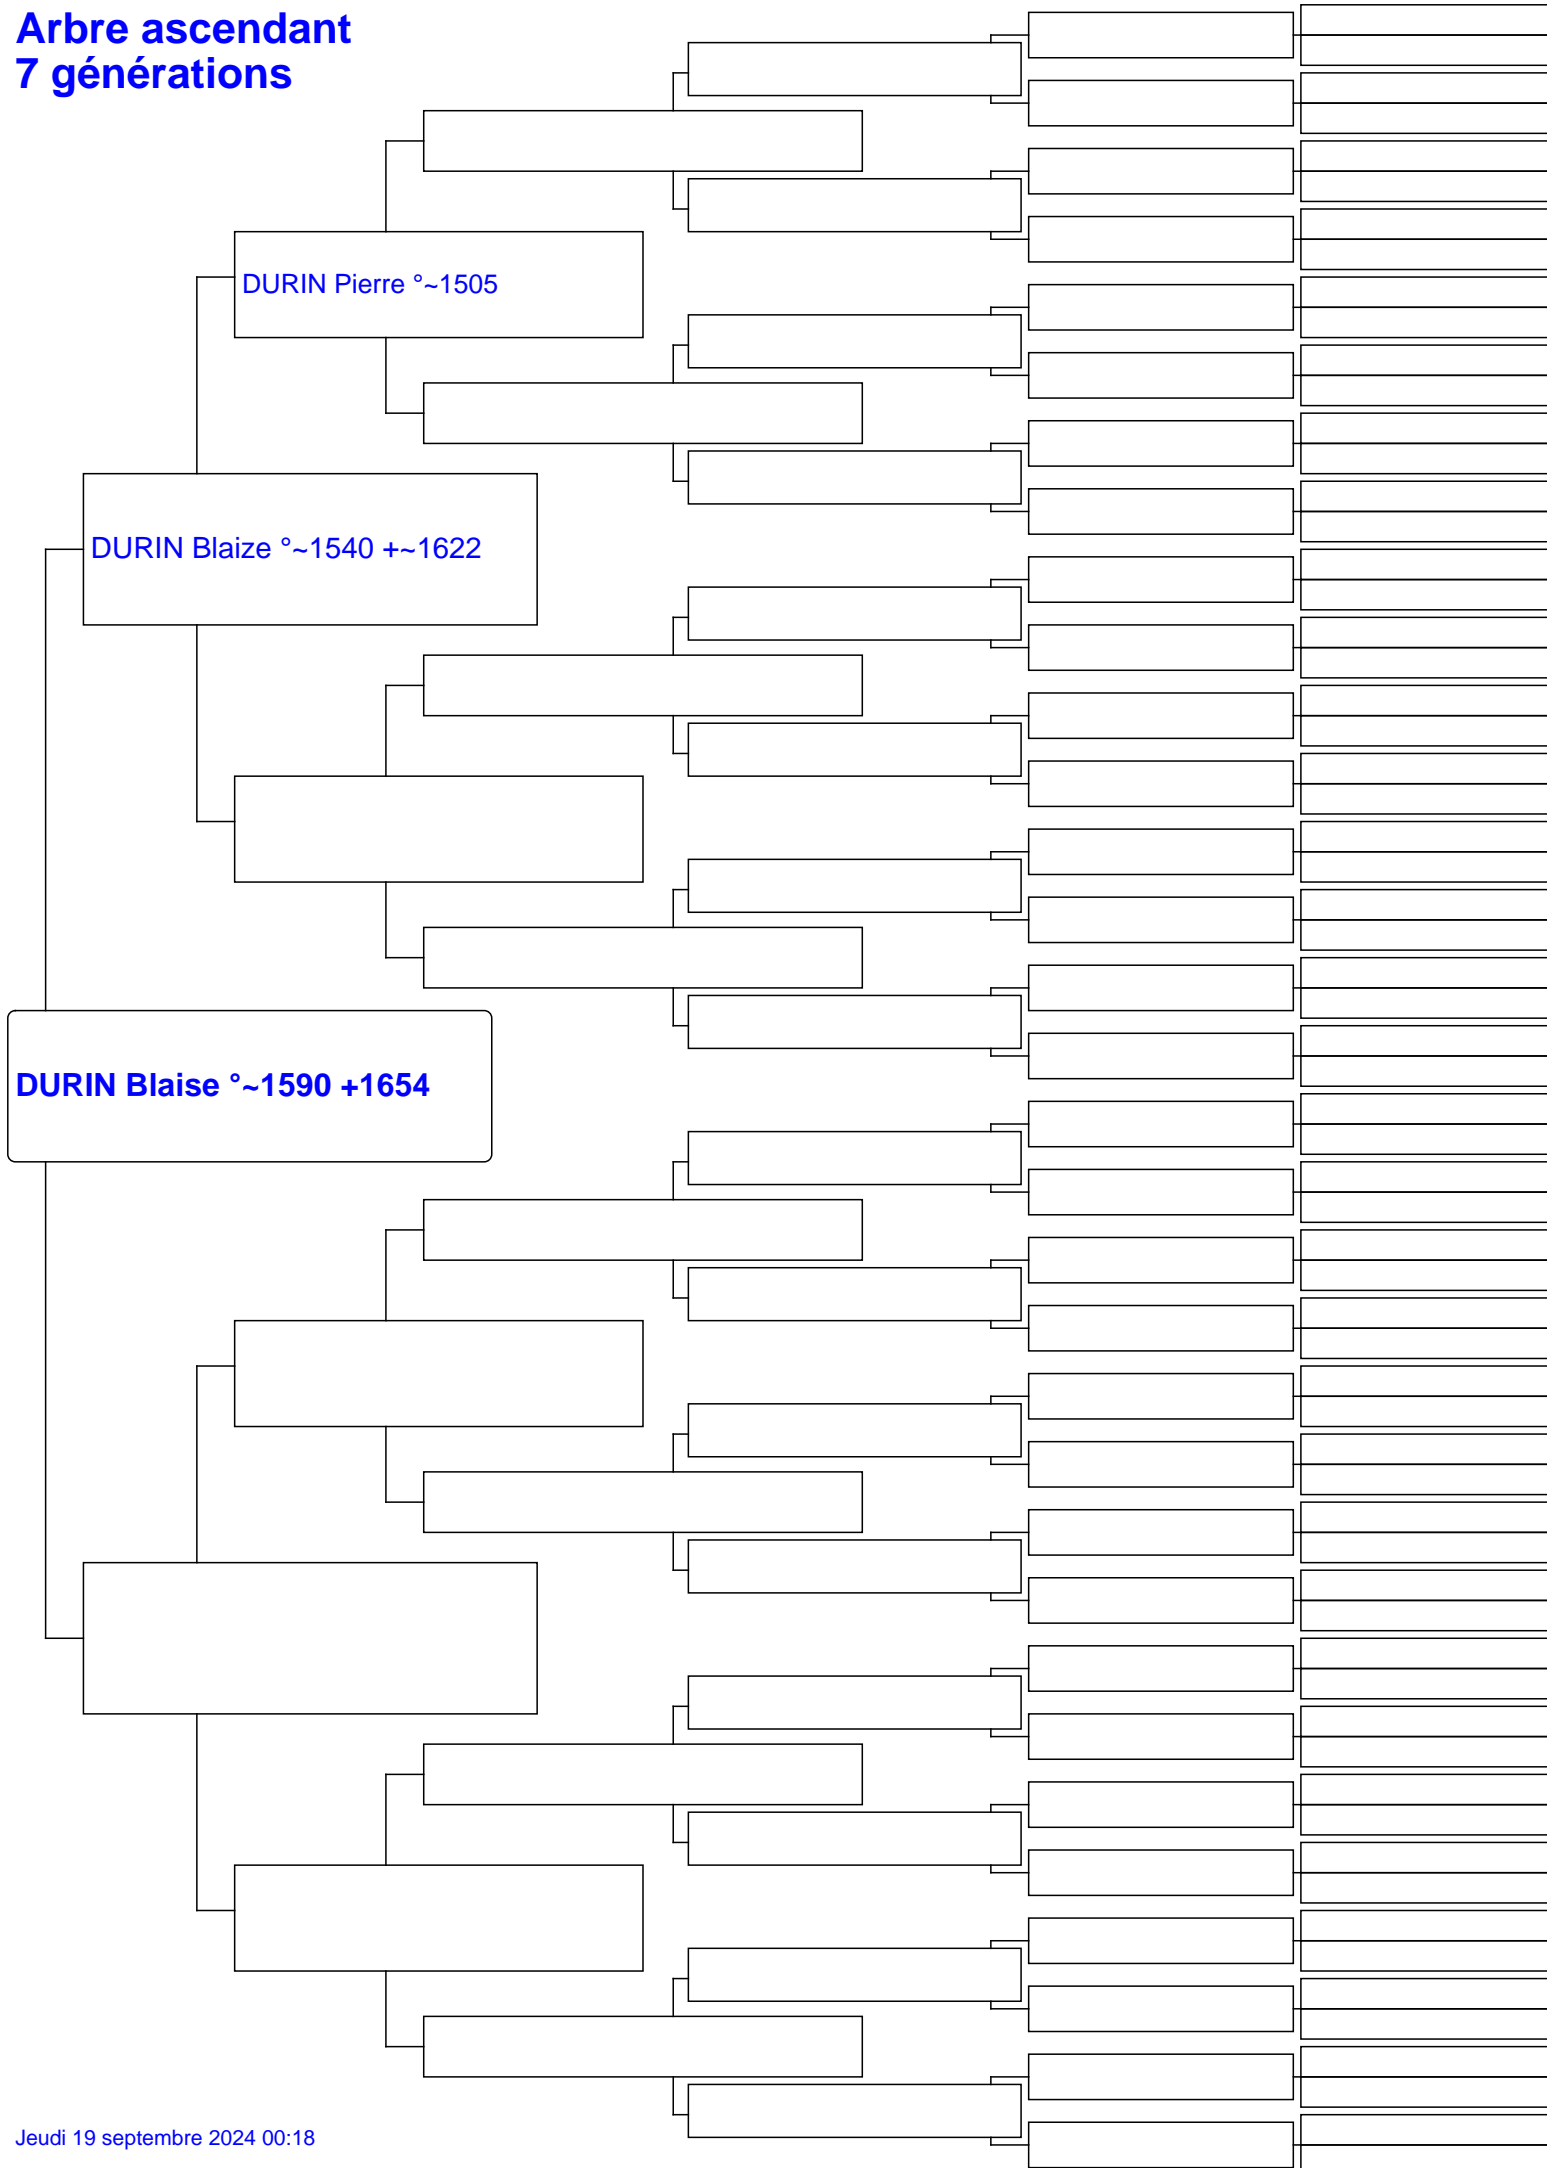 Arbre ascendant
7 générations
DURIN Pierre °~1505
DURIN Blaize °~1540 +~1622
DURIN Blaise °~1590 +1654
Jeudi 19 septembre 2024 00:18